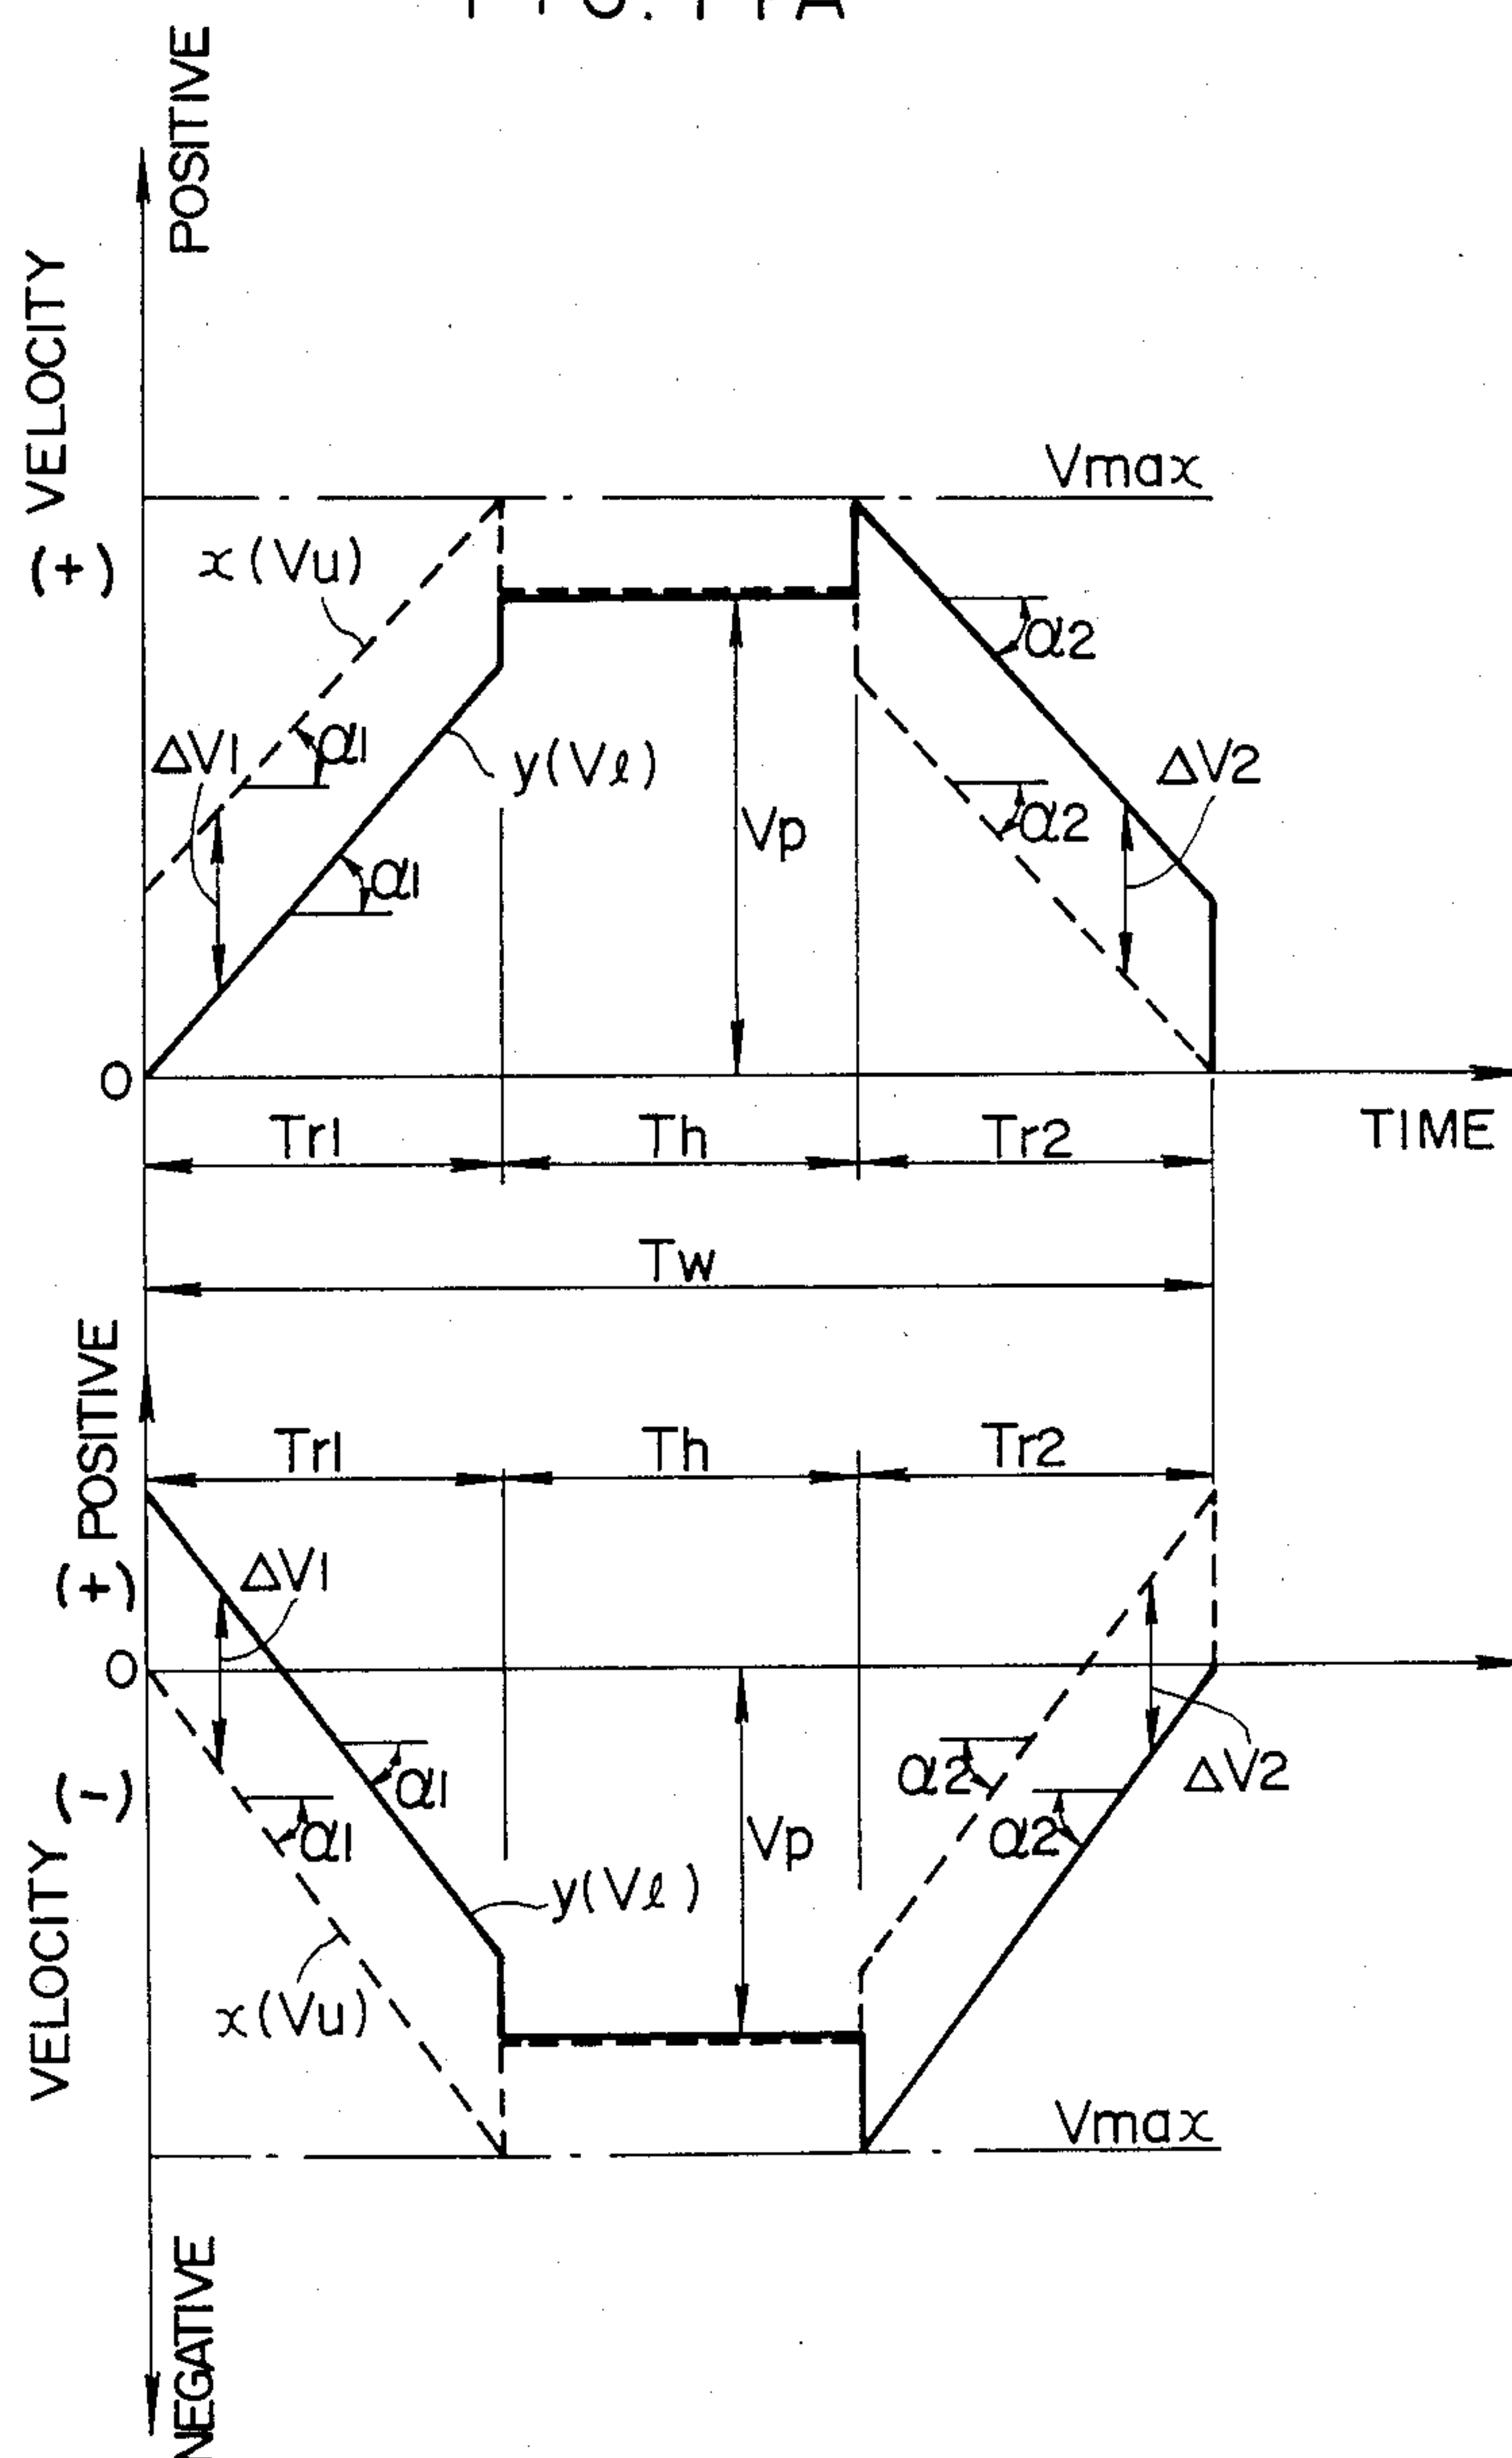 POSITIVE
(+) VELOCITY
Vmax
x(Vu)
α2
ΔV1
α1
y(Vℓ)
ΔV2
Vp
α2
α1
O
Tr1
Th
Tr2
TIME
Tw
POSITIVE
Tr1
Th
Tr2
ΔV1
(+)
O
α1
α2
ΔV2
VELOCITY (-)
α1
Vp
α2
y(Vℓ)
x(Vu)
Vmax
NEGATIVE